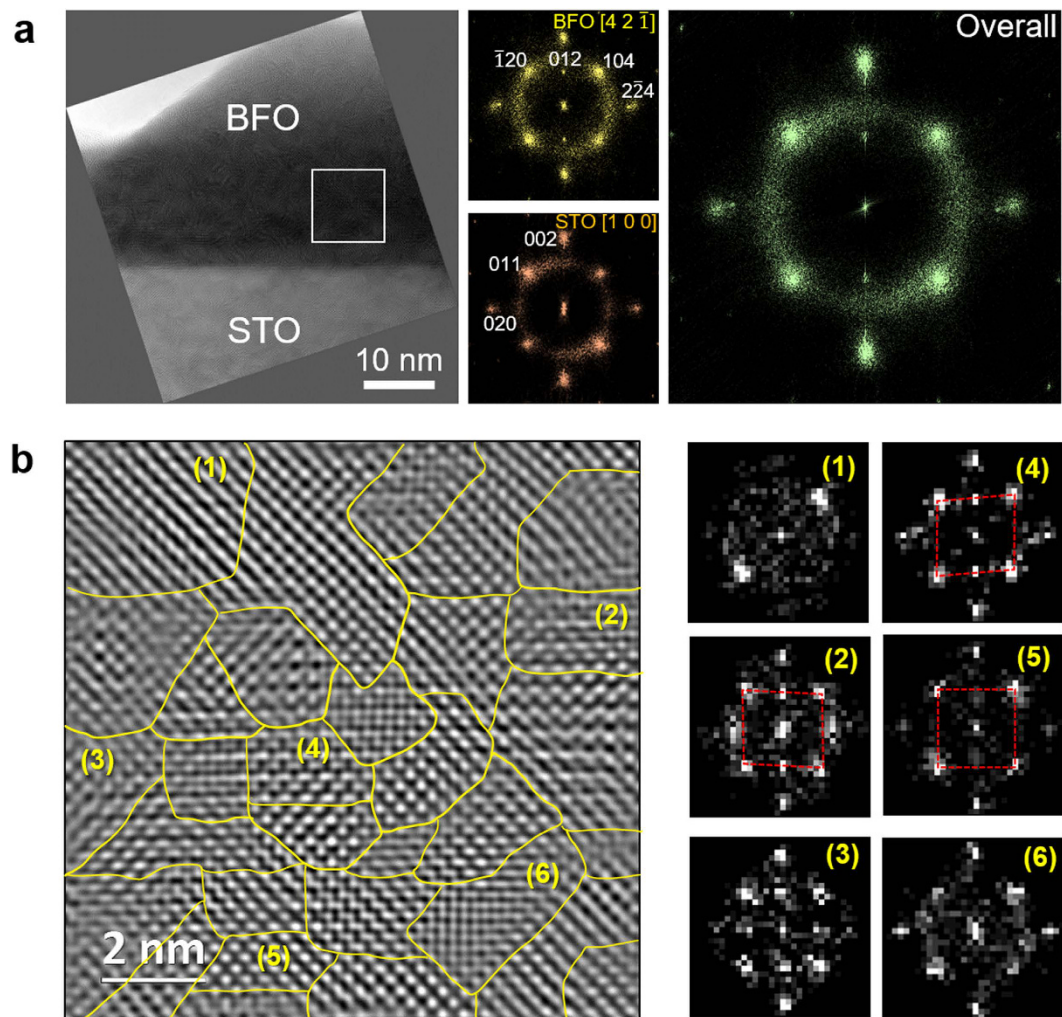 a
BFO
STO
10 nm
BFO [4 2 1̅]
1̅20
012
104
22̅4
STO [1 0 0]
002
011
020
Overall
b
(1)
(2)
(3)
(4)
(5)
(6)
2 nm
(1)
(4)
(2)
(5)
(3)
(6)